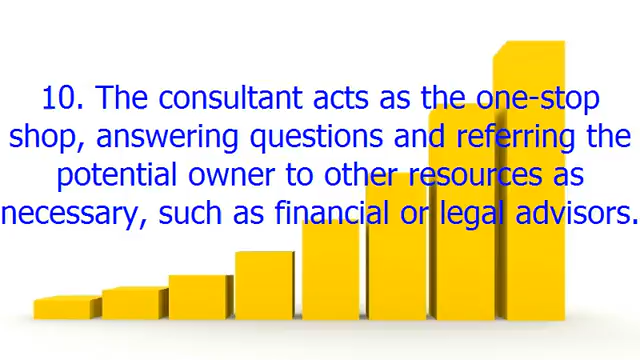 10. The consultant acts as the one-stop
shop, answering questions and referring the
potential owner to other resources as
necessary, such as financial or legal advisors.